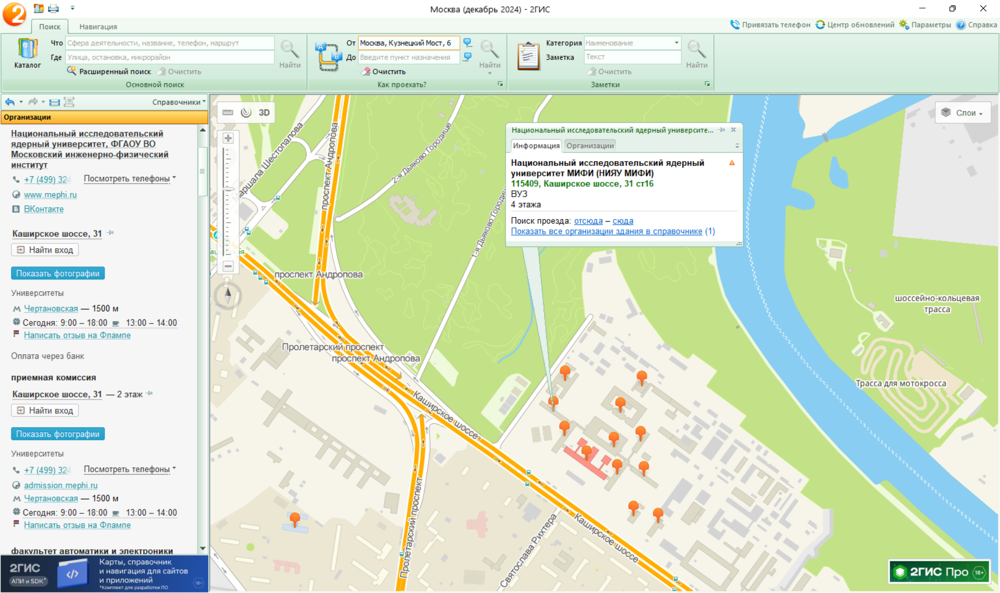 Москва (декабрь 2024) - 2ГИС
Поиск
Навигация
Привязать телефон
Центр обновлений
Параметры
Справка
Каталог
Что
Сфера деятельности, название, телефон, маршрут
Где
Улица, остановка, микрорайон
Расширенный поиск
Очистить
Найти
Основной поиск
От
Москва, Кузнецкий Мост, 6
До
Введите пункт назначения
Очистить
Найти
Как проехать?
Категория
Наименование
Заметка
Текст
Очистить
Найти
Заметки
Справочники
Организации
Национальный исследовательский
ядерный университет, ФГАОУ ВО
Московский инженерно-физический
институт
+7 (499) 324
Посмотреть телефоны
www.mephi.ru
ВКонтакте
Каширское шоссе, 31
Найти вход
Показать фотографии
Университеты
Чертановская — 1500 м
Сегодня: 9:00 – 18:00 13:00 – 14:00
Написать отзыв на Флампе
Оплата через банк
приемная комиссия
Каширское шоссе, 31 — 2 этаж
Найти вход
Показать фотографии
Университеты
+7 (499) 324
Посмотреть телефоны
admission.mephi.ru
Чертановская — 1500 м
Сегодня: 9:00 – 18:00 13:00 – 14:00
Написать отзыв на Флампе
факультет автоматики и электроники
2ГИС
АПИ и SDK*
Карты, справочник
и навигация для сайтов
и приложений
*Комплект для разработки ПО
18+
3D
Слои
Национальный исследовательский ядерный университе...
Информация
Организации
Национальный исследовательский ядерный
университет МИФИ (НИЯУ МИФИ)
115409, Каширское шоссе, 31 ст16
ВУЗ
4 этажа
Поиск проезда: отсюда – сюда
Показать все организации здания в справочнике (1)
Маршала Шестопалова
проспект Андропова
2-я Дьяково Городище
1-я Дьяково Городищ
проспект Андропова
Пролетарский проспект
проспект Андропова
Каширское шоссе
Пролетарский проспект
Святослава Рихтера
Каширское шоссе
шоссейно-кольцевая
трасса
Трасса для мотокросса
2ГИС Про 18+